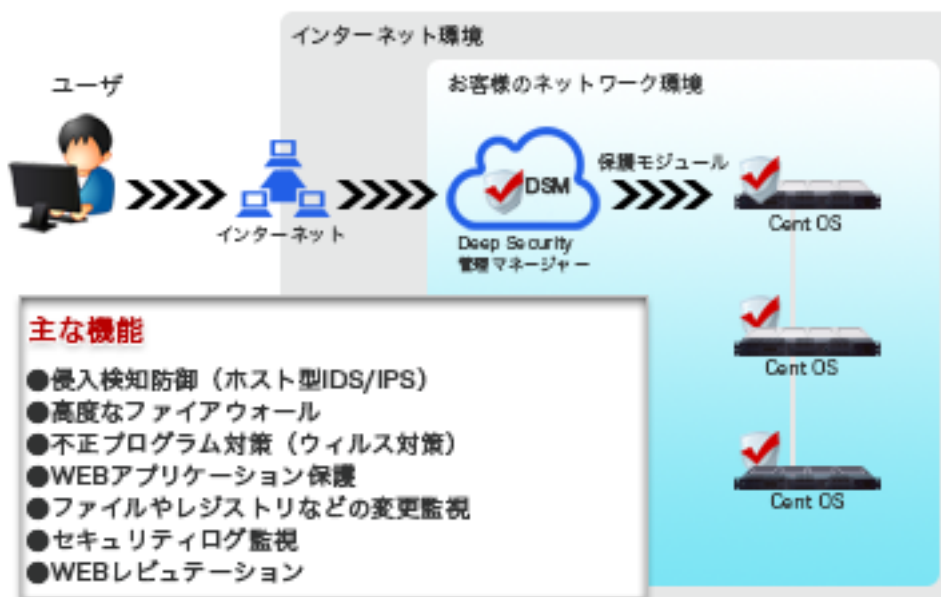 インターネット環境
ユーザ
お客様のネットワーク環境
保護モジュール
DSM
Cent OS
インターネット
Deep Security
管理マネージャー
主な機能
●侵入検知防御（ホスト型IDS/IPS）
●高度なファイアウォール
●不正プログラム対策（ウィルス対策）
●WEBアプリケーション保護
●ファイルやレジストリなどの変更監視
●セキュリティログ監視
●WEBレピュテーション
Cent OS
Cent OS